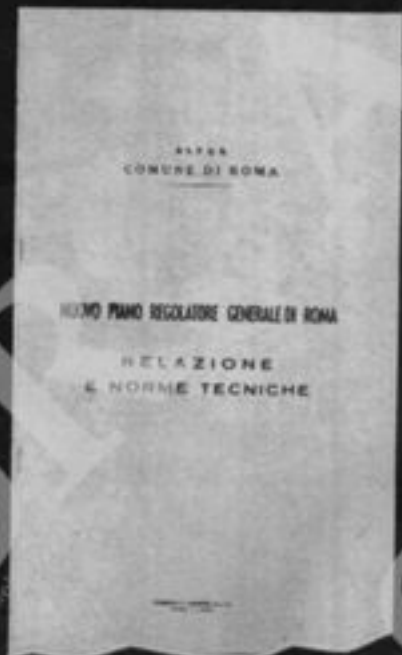 S.P.Q.R.
COMUNE DI ROMA
NUOVO PIANO REGOLATORE GENERALE DI ROMA
RELAZIONE
E NORME TECNICHE